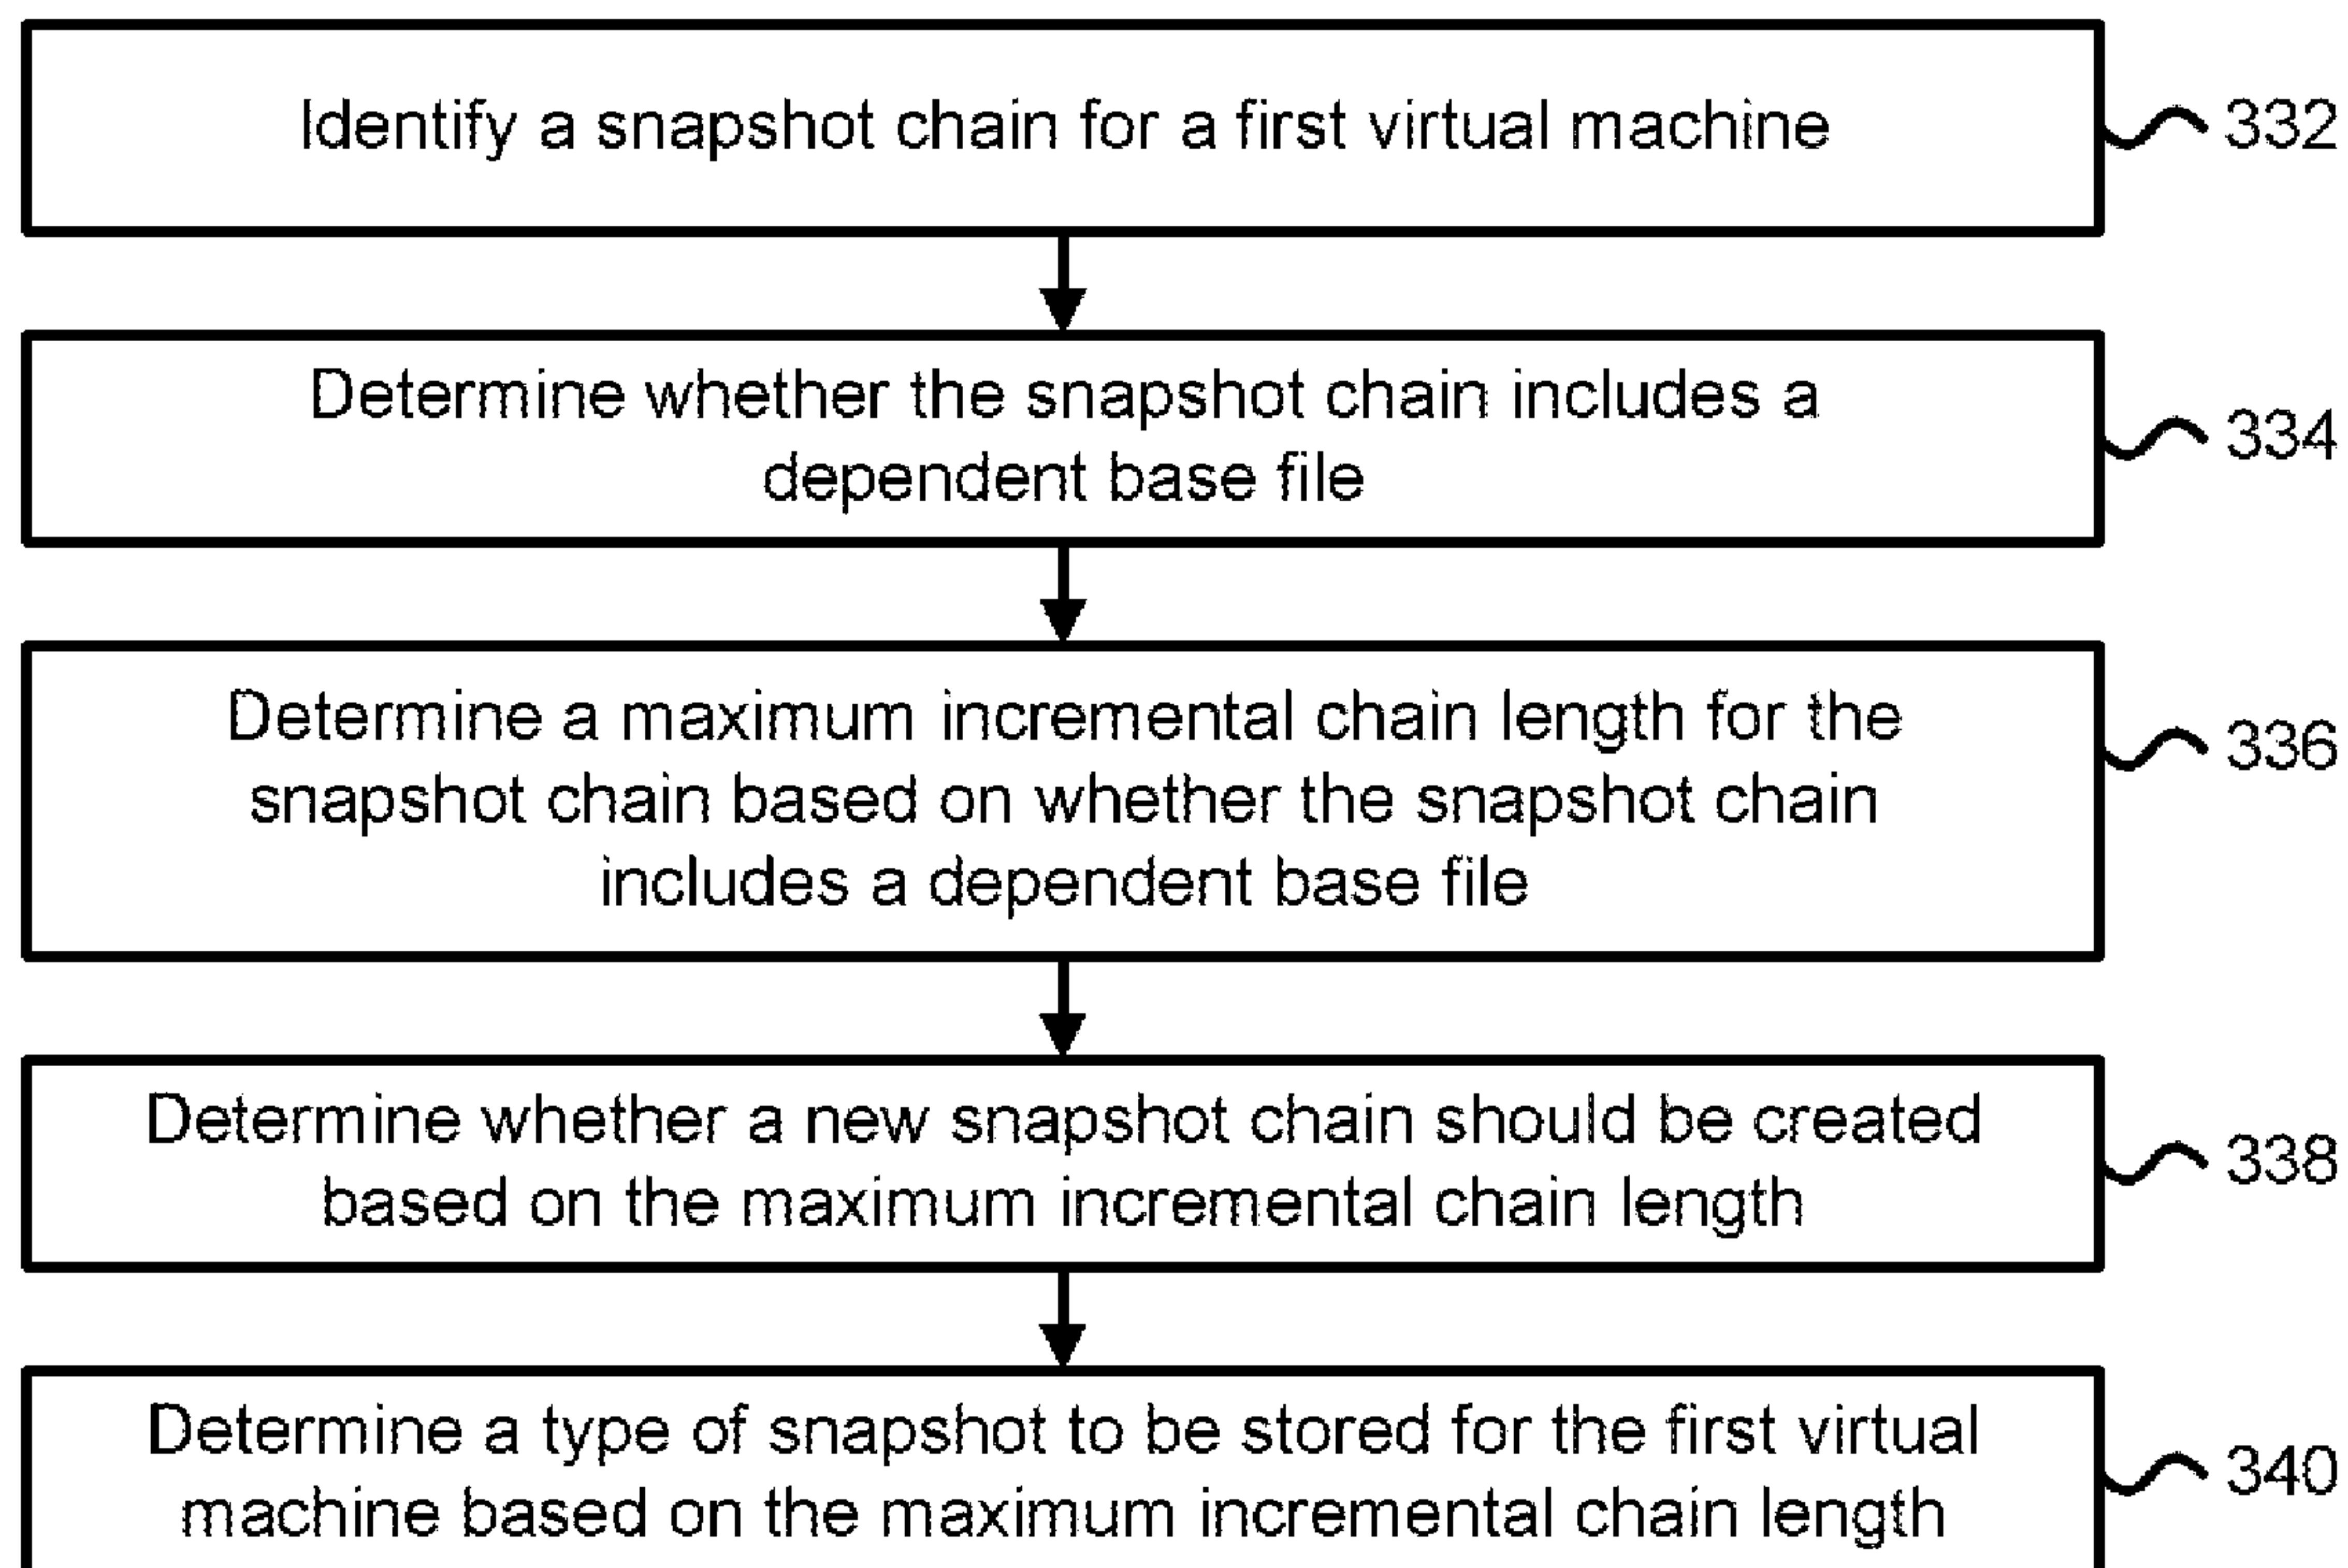 Identify a snapshot chain for a first virtual machine
332
Determine whether the snapshot chain includes a
dependent base file
334
Determine a maximum incremental chain length for the
snapshot chain based on whether the snapshot chain
includes a dependent base file
336
Determine whether a new snapshot chain should be created
based on the maximum incremental chain length
338
Determine a type of snapshot to be stored for the first virtual
machine based on the maximum incremental chain length
340